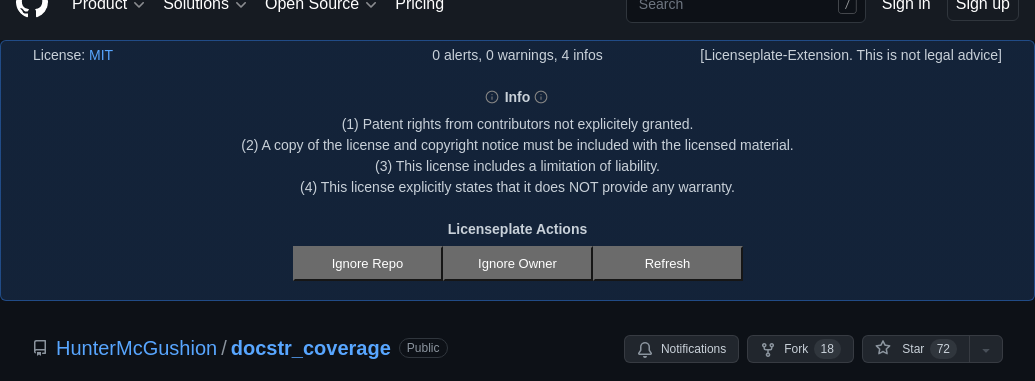 Product Solutions Open Source Pricing Search / Sign in Sign up
License: MIT 0 alerts, 0 warnings, 4 infos [Licenseplate-Extension. This is not legal advice]
Info
(1) Patent rights from contributors not explicitely granted.
(2) A copy of the license and copyright notice must be included with the licensed material.
(3) This license includes a limitation of liability.
(4) This license explicitly states that it does NOT provide any warranty.
Licenseplate Actions
Ignore Repo Ignore Owner Refresh
HunterMcGushion / docstr_coverage Public Notifications Fork 18 Star 72